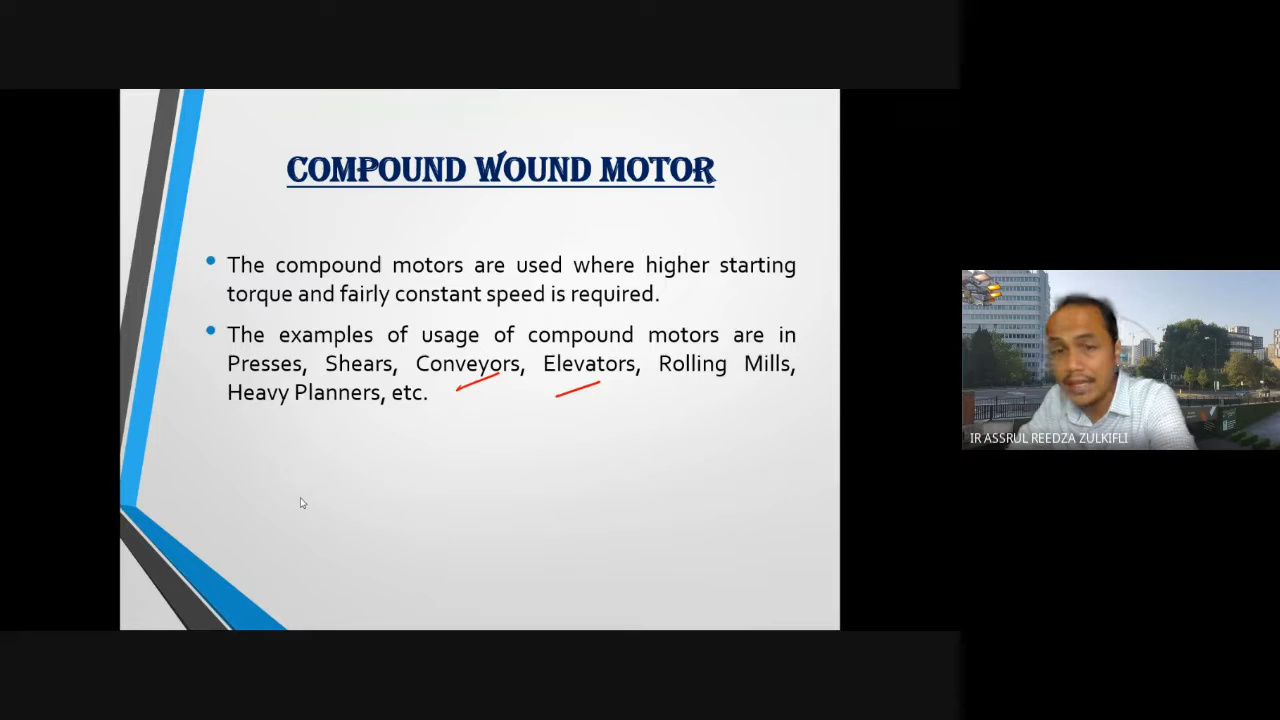 COMPOUND WOUND MOTOR
The compound motors are used where higher starting
torque and fairly constant speed is required.
The examples of usage of compound motors are in
Presses, Shears, Conveyors, Elevators, Rolling Mills,
Heavy Planners, etc.
IR ASSRUL REEDZA ZULKIFLI